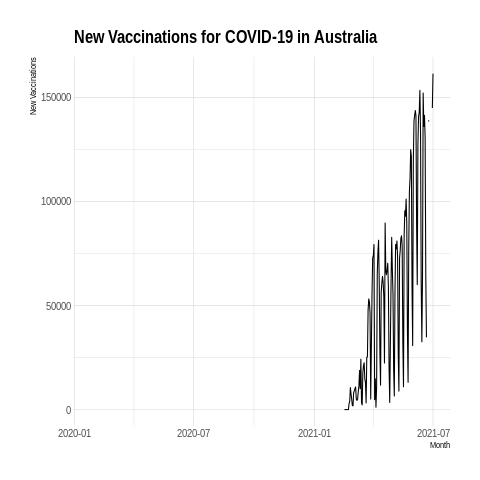 New Vaccinations for COVID-19 in Australia
New Vaccinations
150000
100000
50000
0
2020-01 2020-07 2021-01 2021-07
Month